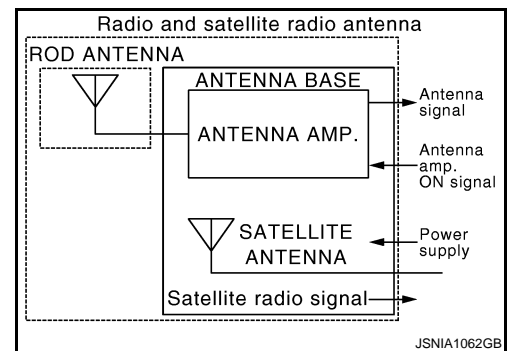 Radio and satellite radio antenna
ROD ANTENNA
ANTENNA BASE
ANTENNA AMP.
Antenna
signal
Antenna
amp.
ON signal
SATELLITE
ANTENNA
Power
supply
Satellite radio signal
JSNIA1062GB